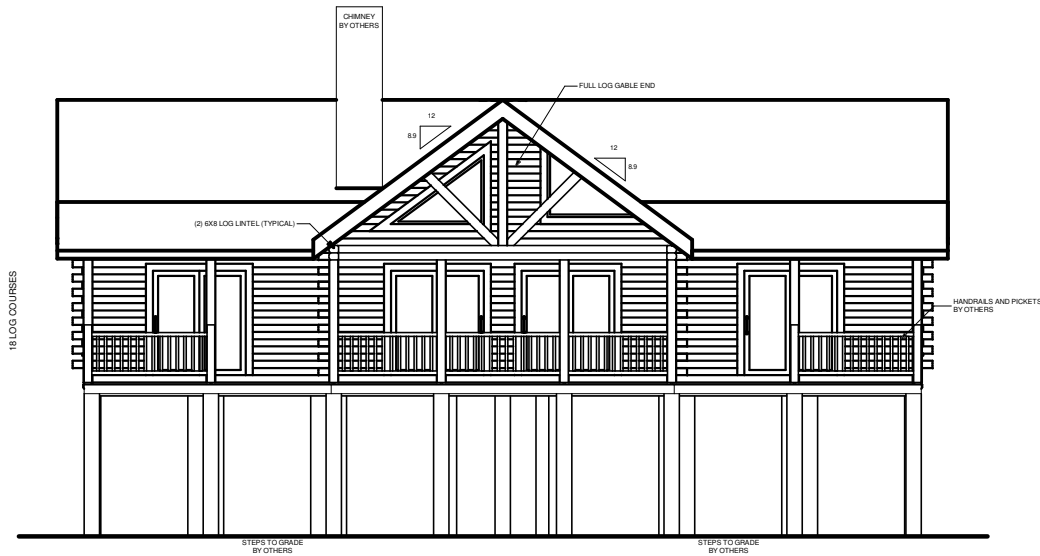 CHIMNEY
BY OTHERS
FULL LOG GABLE END
12
8.9
12
8.9
(2) 6X8 LOG LINTEL (TYPICAL)
18 LOG COURSES
HANDRAILS AND PICKETS
BY OTHERS
STEPS TO GRADE
BY OTHERS
STEPS TO GRADE
BY OTHERS